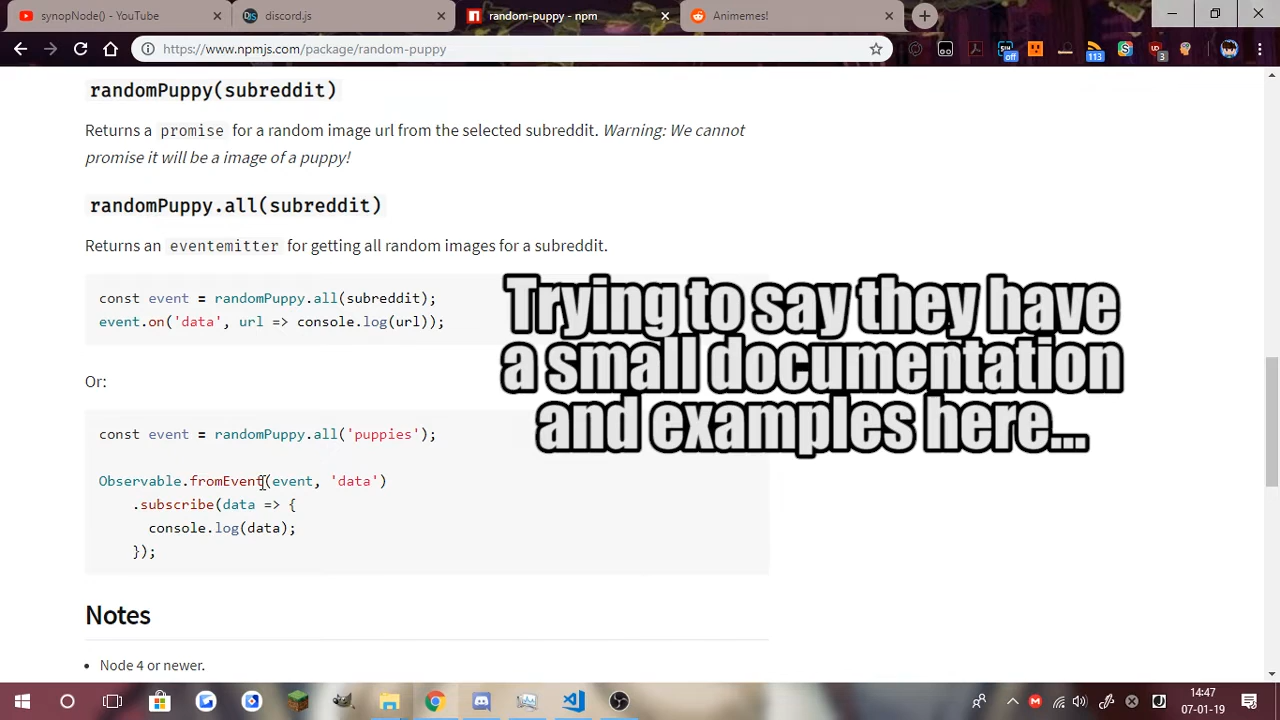 synopNode() - YouTube
discord.js
random-puppy - npm
Animemes!
https://www.npmjs.com/package/random-puppy
off
113
3
randomPuppy(subreddit)
Returns a promise for a random image url from the selected subreddit. Warning: We cannot
promise it will be a image of a puppy!
randomPuppy.all(subreddit)
Returns an eventemitter for getting all random images for a subreddit.
const event = randomPuppy.all(subreddit);
event.on('data', url => console.log(url));
Trying to say they have
a small documentation
and examples here...
Or:
const event = randomPuppy.all('puppies');
Observable.fromEvent(event, 'data')
.subscribe(data => {
console.log(data);
});
Notes
Node 4 or newer.
14:47
07-01-19